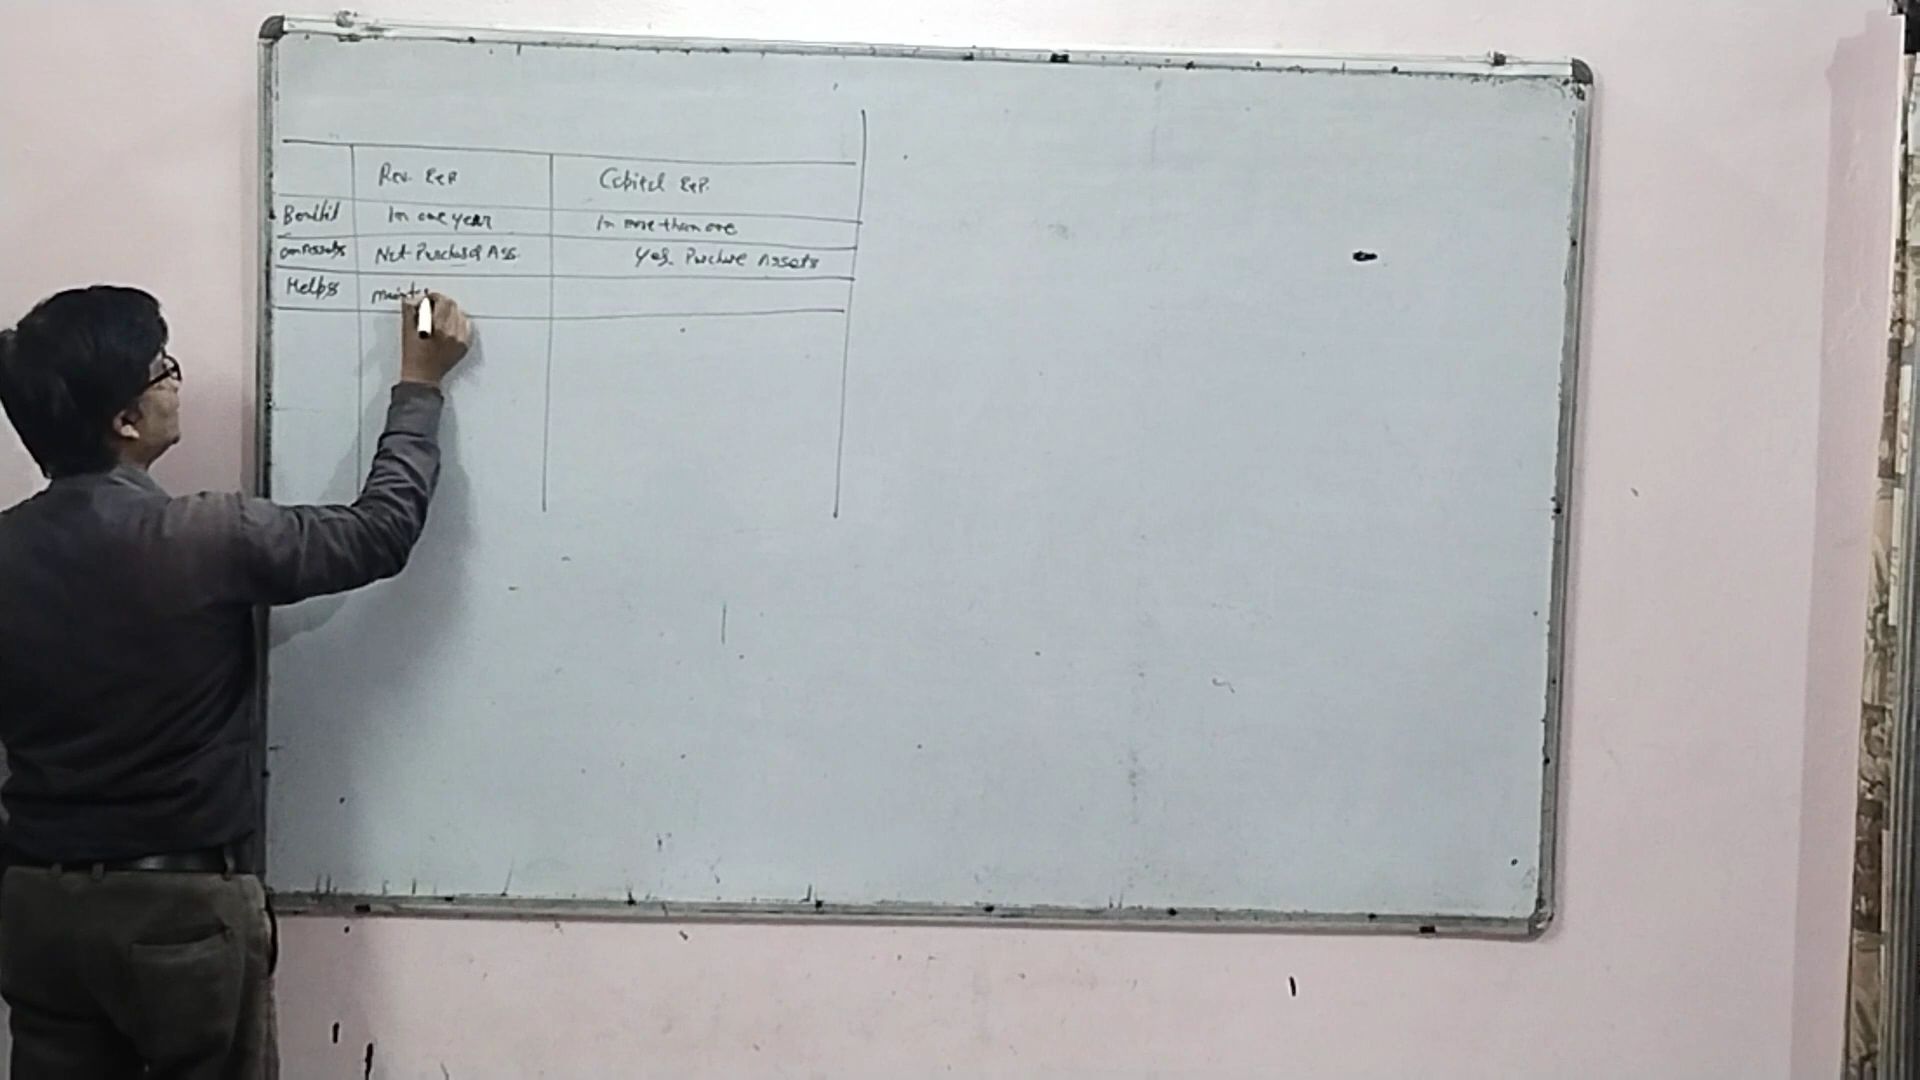 Rev. Exp. Capital Exp.
Benifit In one year In more than one
on Assets Not Purchased Ass. Yes. Purchase Assets
Helps